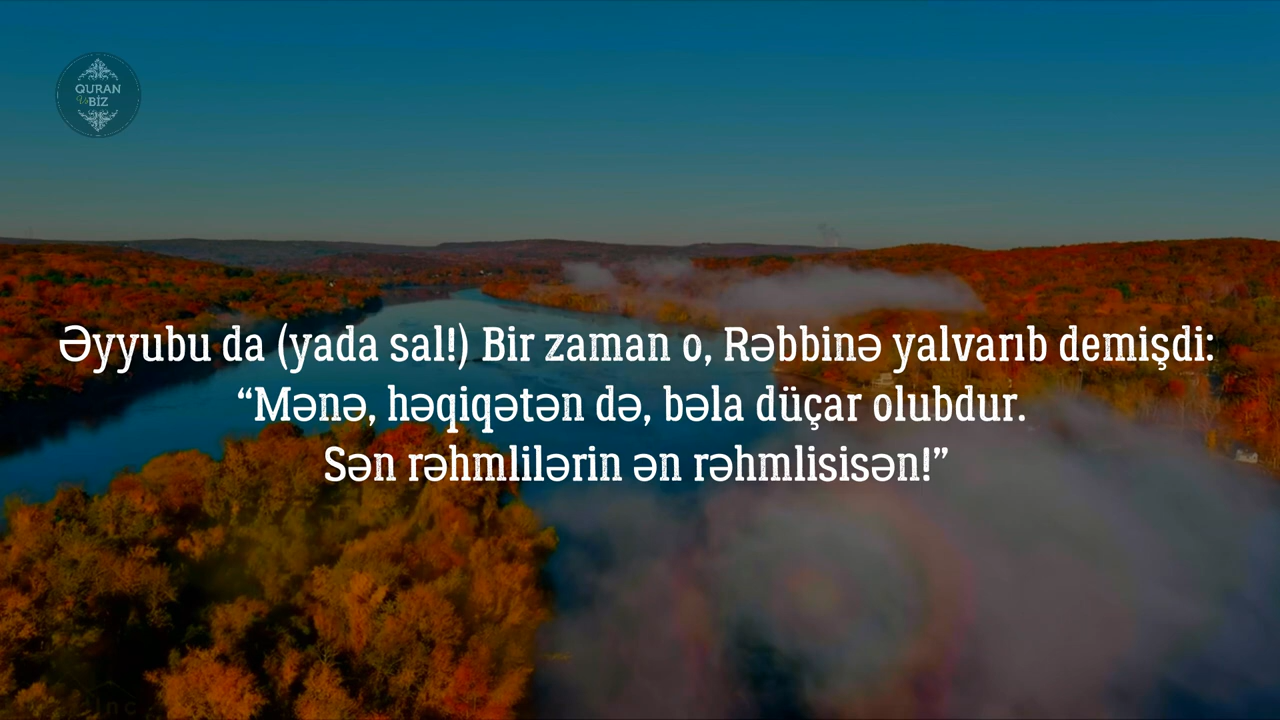 QURAN
Və BİZ
Əyyubu da (yada sal!) Bir zaman o, Rəbbinə yalvarıb demişdi:
“Mənə, həqiqətən də, bəla düçar olubdur.
Sən rəhmlilərin ən rəhmlisisən!”